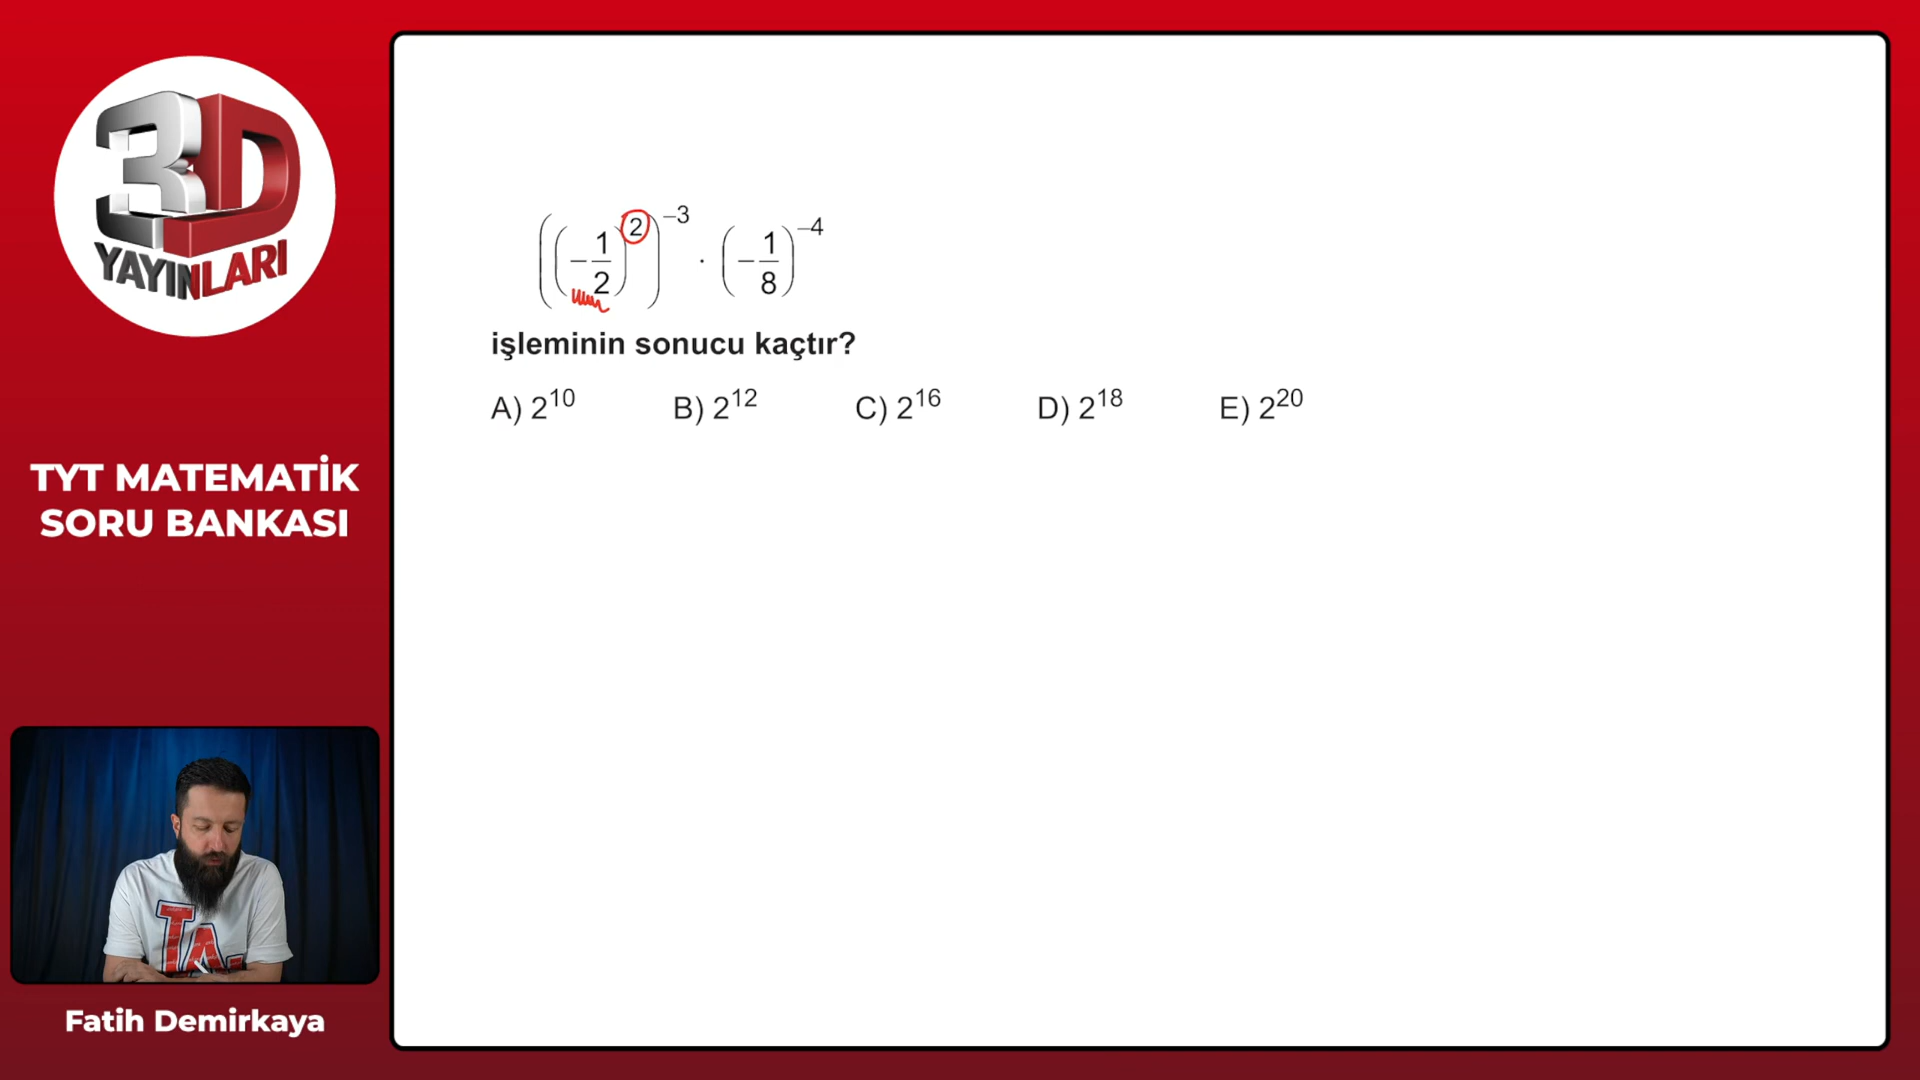 3D
YAYINLARI
TYT MATEMATİK
SORU BANKASI
Fatih Demirkaya
((-1/2)^2)^-3 · (-1/8)^-4
işleminin sonucu kaçtır?
A) 2^10 B) 2^12 C) 2^16 D) 2^18 E) 2^20